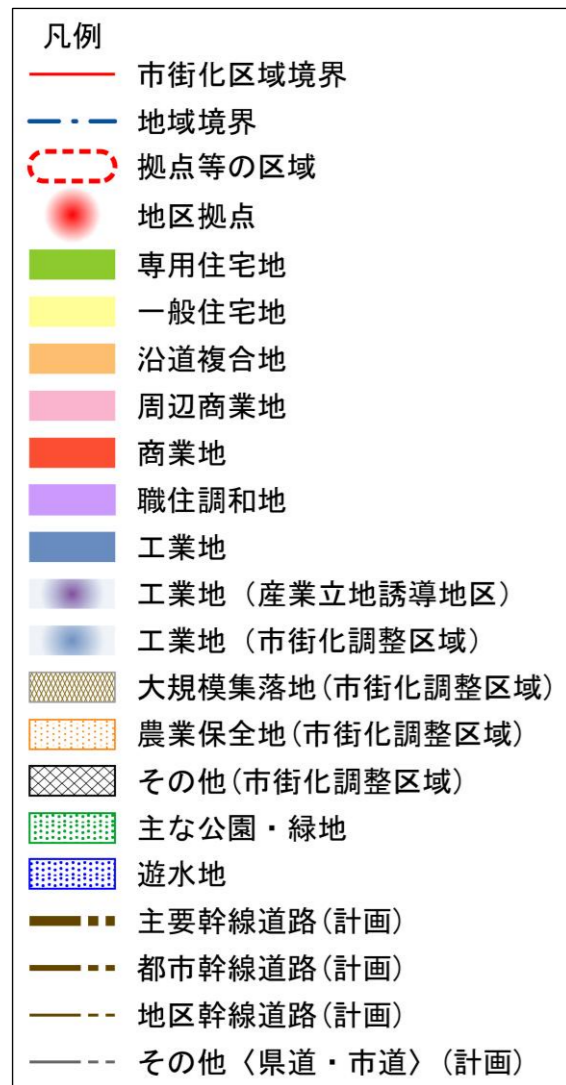 凡例
市街化区域境界
地域境界
拠点等の区域
地区拠点
専用住宅地
一般住宅地
沿道複合地
周辺商業地
商業地
職住調和地
工業地
工業地（産業立地誘導地区）
工業地（市街化調整区域）
大規模集落地(市街化調整区域)
農業保全地(市街化調整区域)
その他(市街化調整区域)
主な公園・緑地
遊水地
主要幹線道路(計画)
都市幹線道路(計画)
地区幹線道路(計画)
その他〈県道・市道〉(計画)